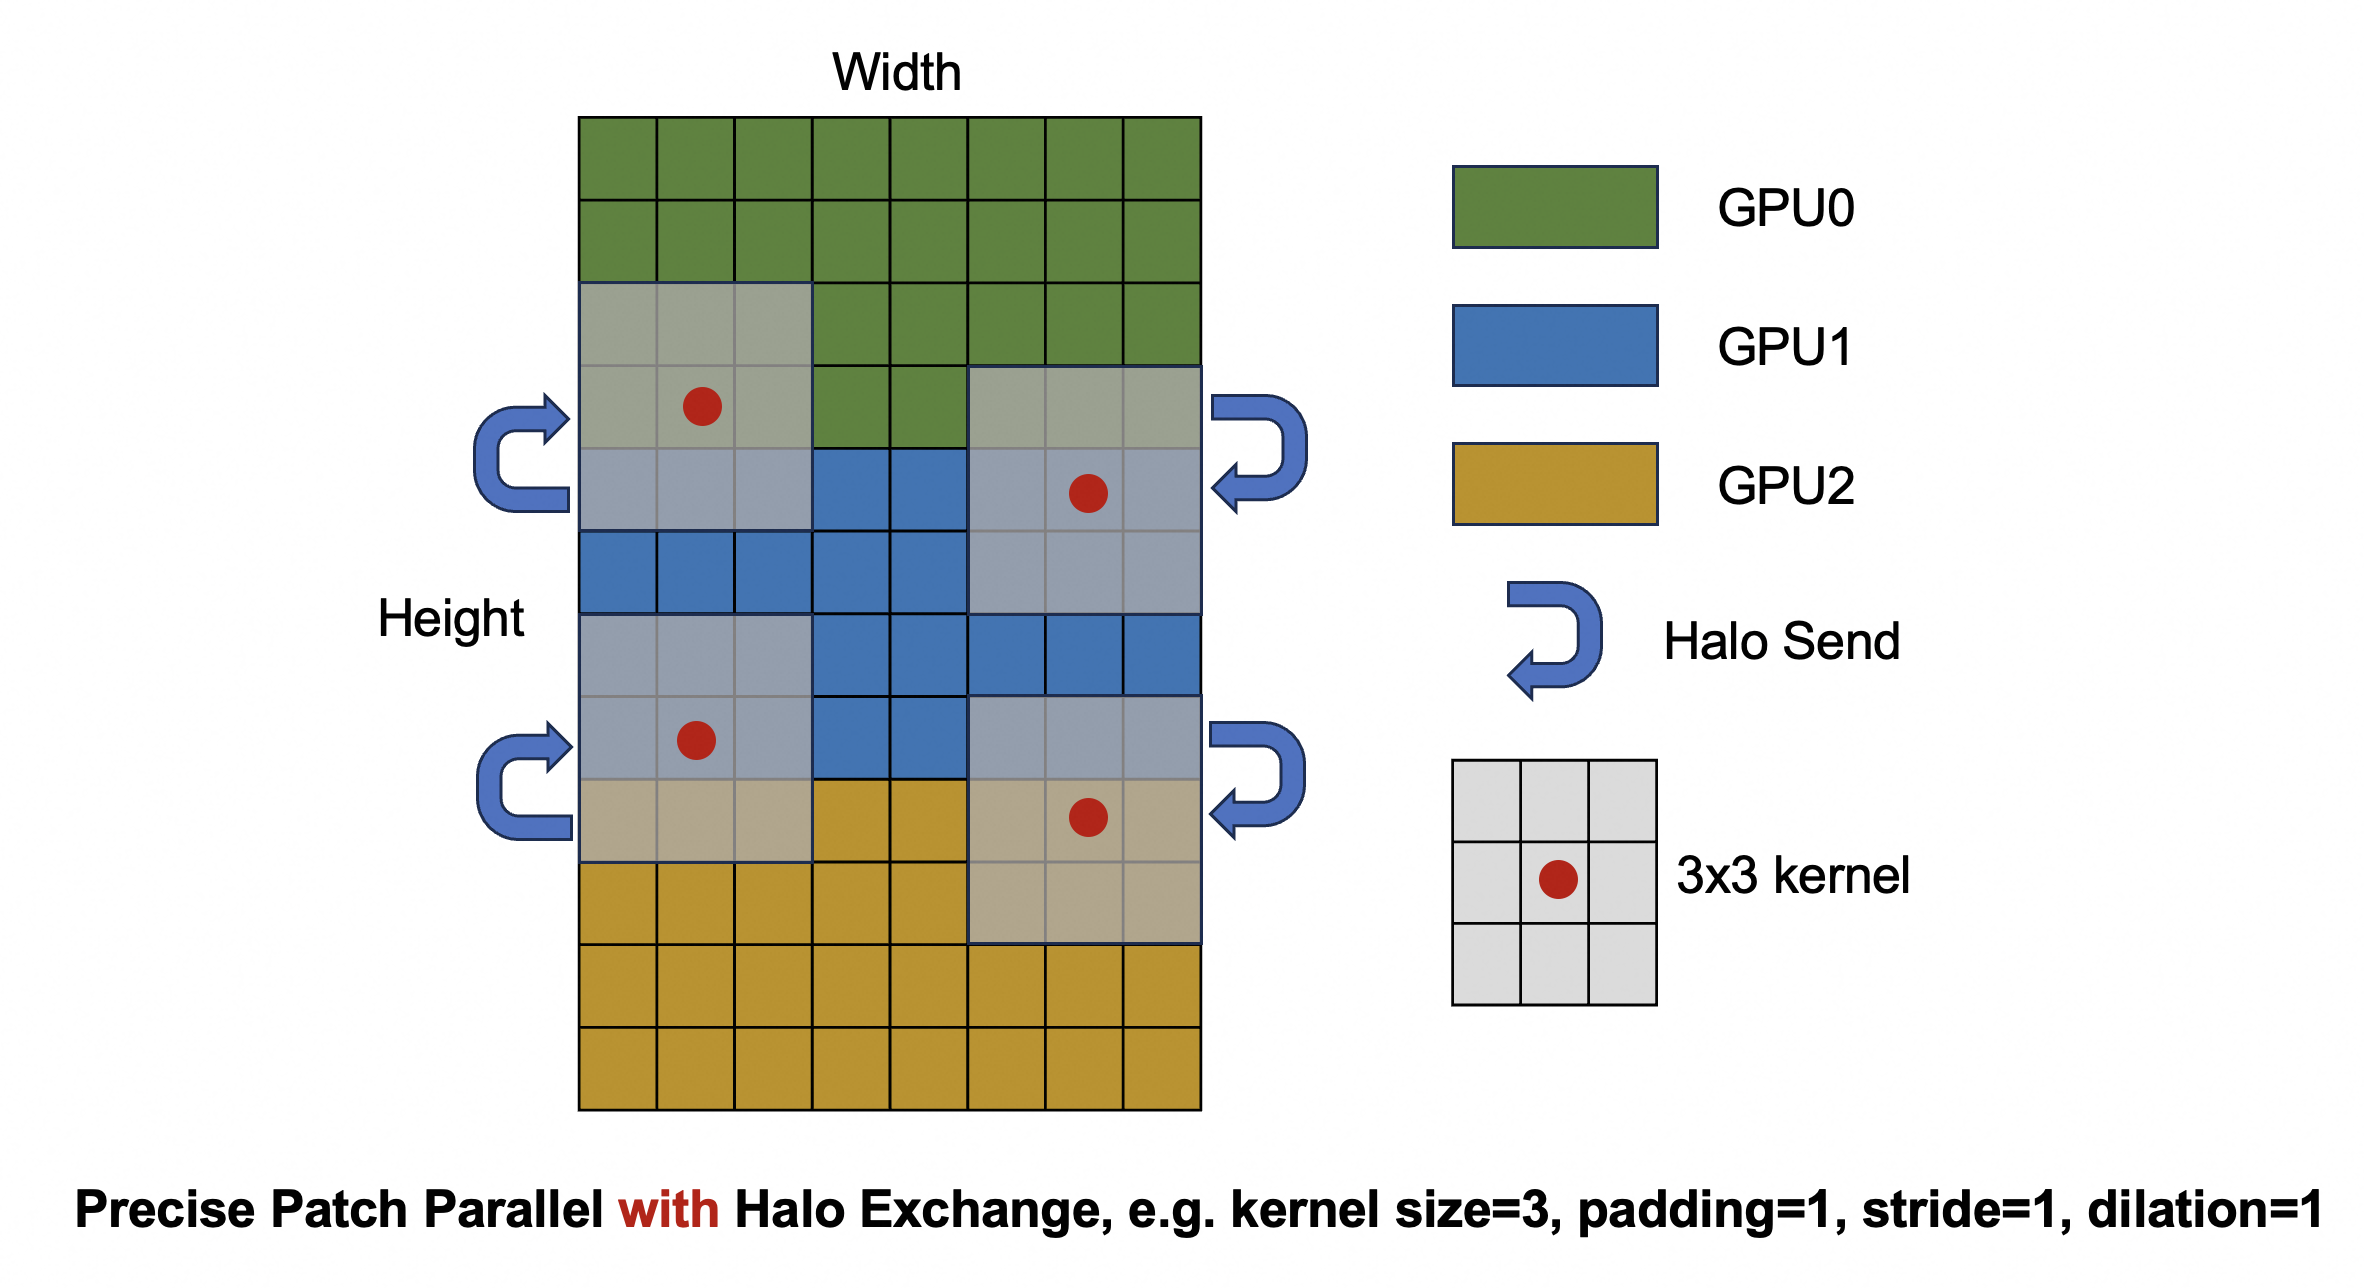 Width
GPU0
GPU1
GPU2
Height
Halo Send
3x3 kernel
Precise Patch Parallel with Halo Exchange, e.g. kernel size=3, padding=1, stride=1, dilation=1